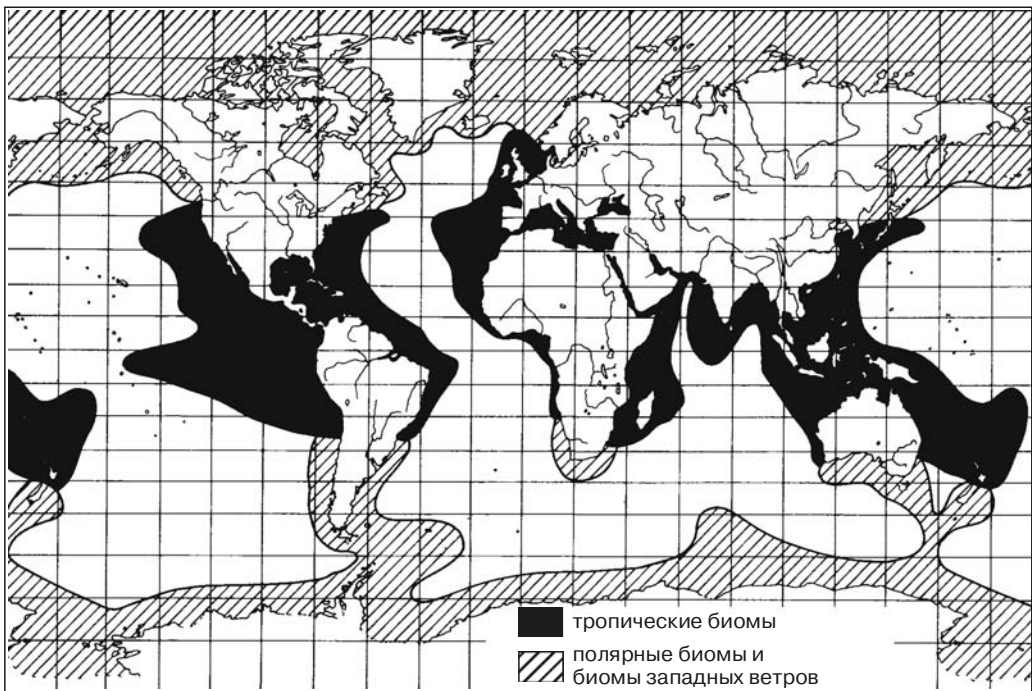 тропические биомы
полярные биомы и
биомы западных ветров